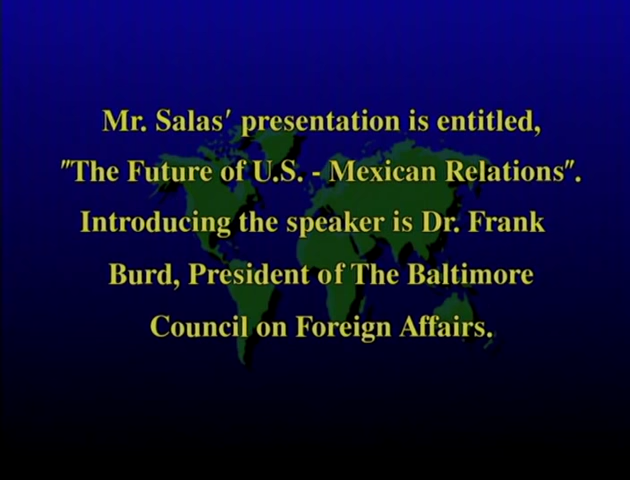 Mr. Salas' presentation is entitled,
"The Future of U.S. - Mexican Relations".
Introducing the speaker is Dr. Frank
Burd, President of The Baltimore
Council on Foreign Affairs.